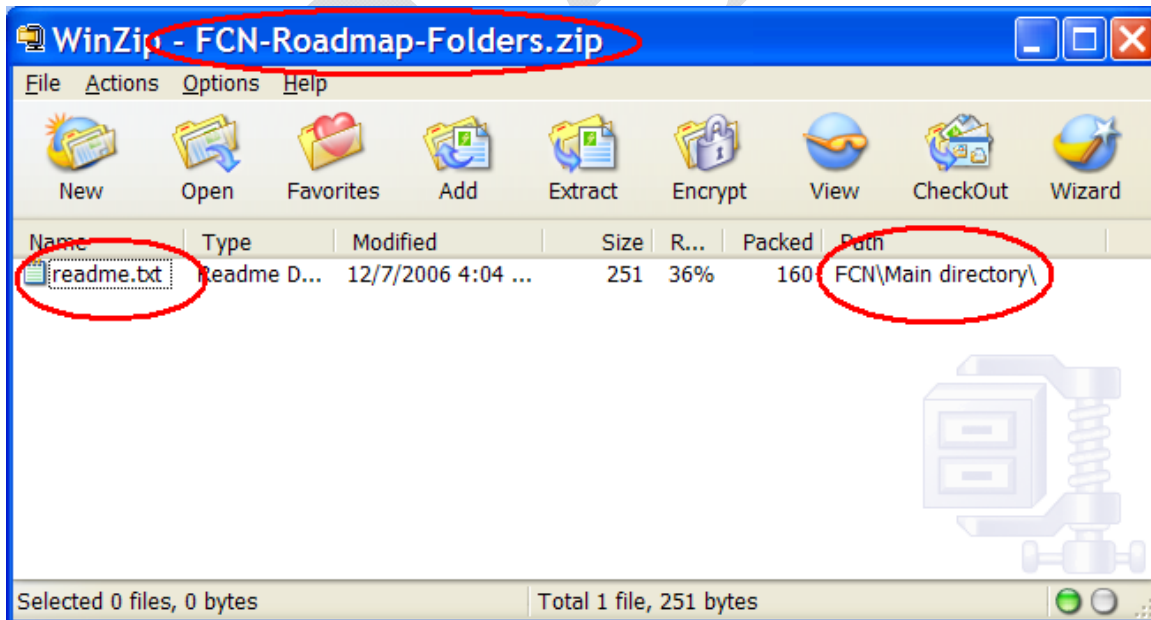 WinZip - FCN-Roadmap-Folders.zip
File Actions Options Help
New Open Favorites Add Extract Encrypt View CheckOut Wizard
Name Type Modified Size R... Packed Path
readme.txt Readme D... 12/7/2006 4:04 ... 251 36% 160 FCN\Main directory\
Selected 0 files, 0 bytes Total 1 file, 251 bytes